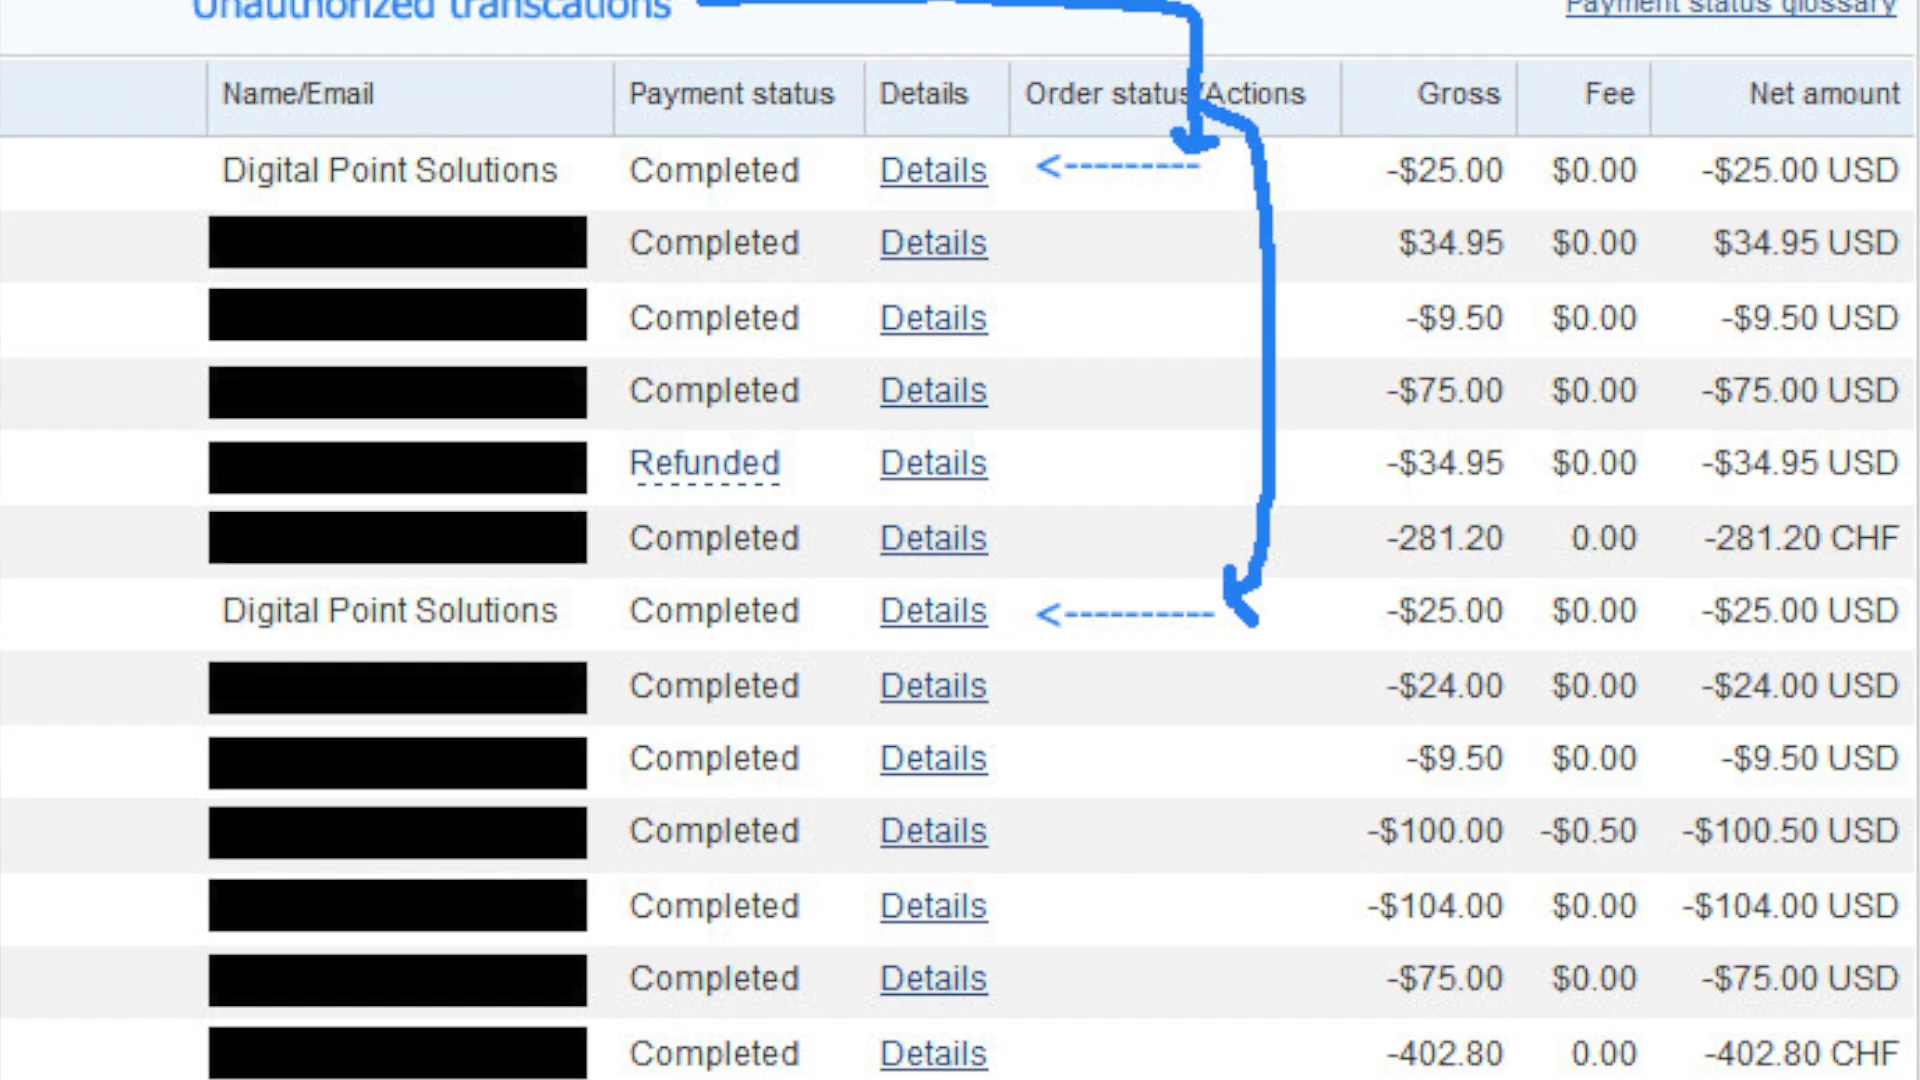 Unauthorized transcations
Payment status glossary
Name/Email Payment status Details Order status/Actions Gross Fee Net amount
Digital Point Solutions Completed Details <--------- -$25.00 $0.00 -$25.00 USD
Completed Details $34.95 $0.00 $34.95 USD
Completed Details -$9.50 $0.00 -$9.50 USD
Completed Details -$75.00 $0.00 -$75.00 USD
Refunded Details -$34.95 $0.00 -$34.95 USD
Completed Details -281.20 0.00 -281.20 CHF
Digital Point Solutions Completed Details <---------- -$25.00 $0.00 -$25.00 USD
Completed Details -$24.00 $0.00 -$24.00 USD
Completed Details -$9.50 $0.00 -$9.50 USD
Completed Details -$100.00 -$0.50 -$100.50 USD
Completed Details -$104.00 $0.00 -$104.00 USD
Completed Details -$75.00 $0.00 -$75.00 USD
Completed Details -402.80 0.00 -402.80 CHF